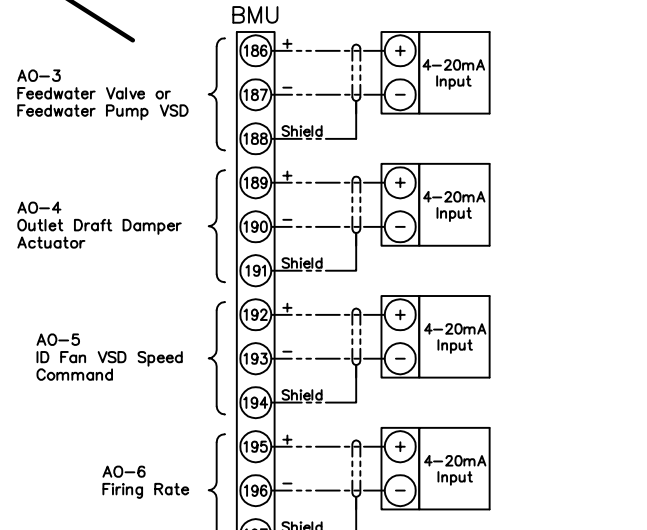 BMU
AO-3
Feedwater Valve or
Feedwater Pump VSD
186 + + 4-20mA
187 - - Input
188 Shield
AO-4
Outlet Draft Damper
Actuator
189 + + 4-20mA
190 - - Input
191 Shield
AO-5
ID Fan VSD Speed
Command
192 + + 4-20mA
193 - - Input
194 Shield
AO-6
Firing Rate
195 + + 4-20mA
196 - - Input
Shield